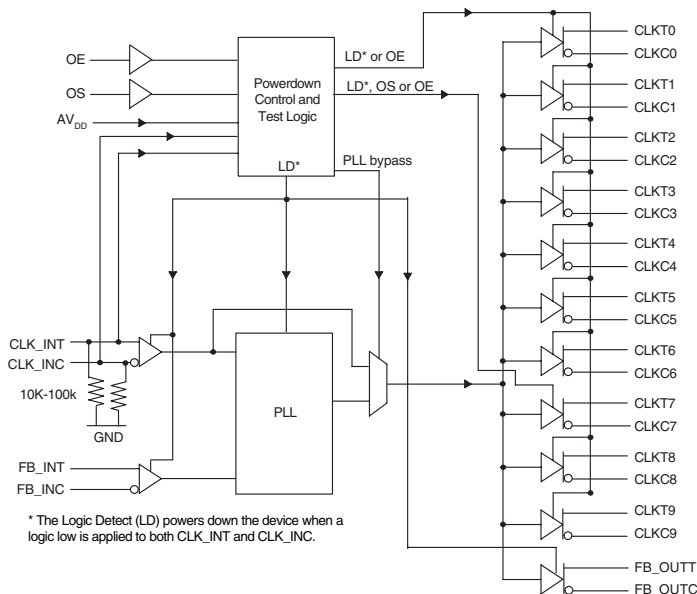 OE
OS
AV_DD
Powerdown
Control and
Test Logic
LD* or OE
LD*, OS or OE
PLL bypass
LD*
CLK_INT
CLK_INC
10K-100k
GND
PLL
FB_INT
FB_INC
* The Logic Detect (LD) powers down the device when a
logic low is applied to both CLK_INT and CLK_INC.
CLKT0
CLKC0
CLKT1
CLKC1
CLKT2
CLKC2
CLKT3
CLKC3
CLKT4
CLKC4
CLKT5
CLKC5
CLKT6
CLKC6
CLKT7
CLKC7
CLKT8
CLKC8
CLKT9
CLKC9
FB_OUTT
FB_OUTC